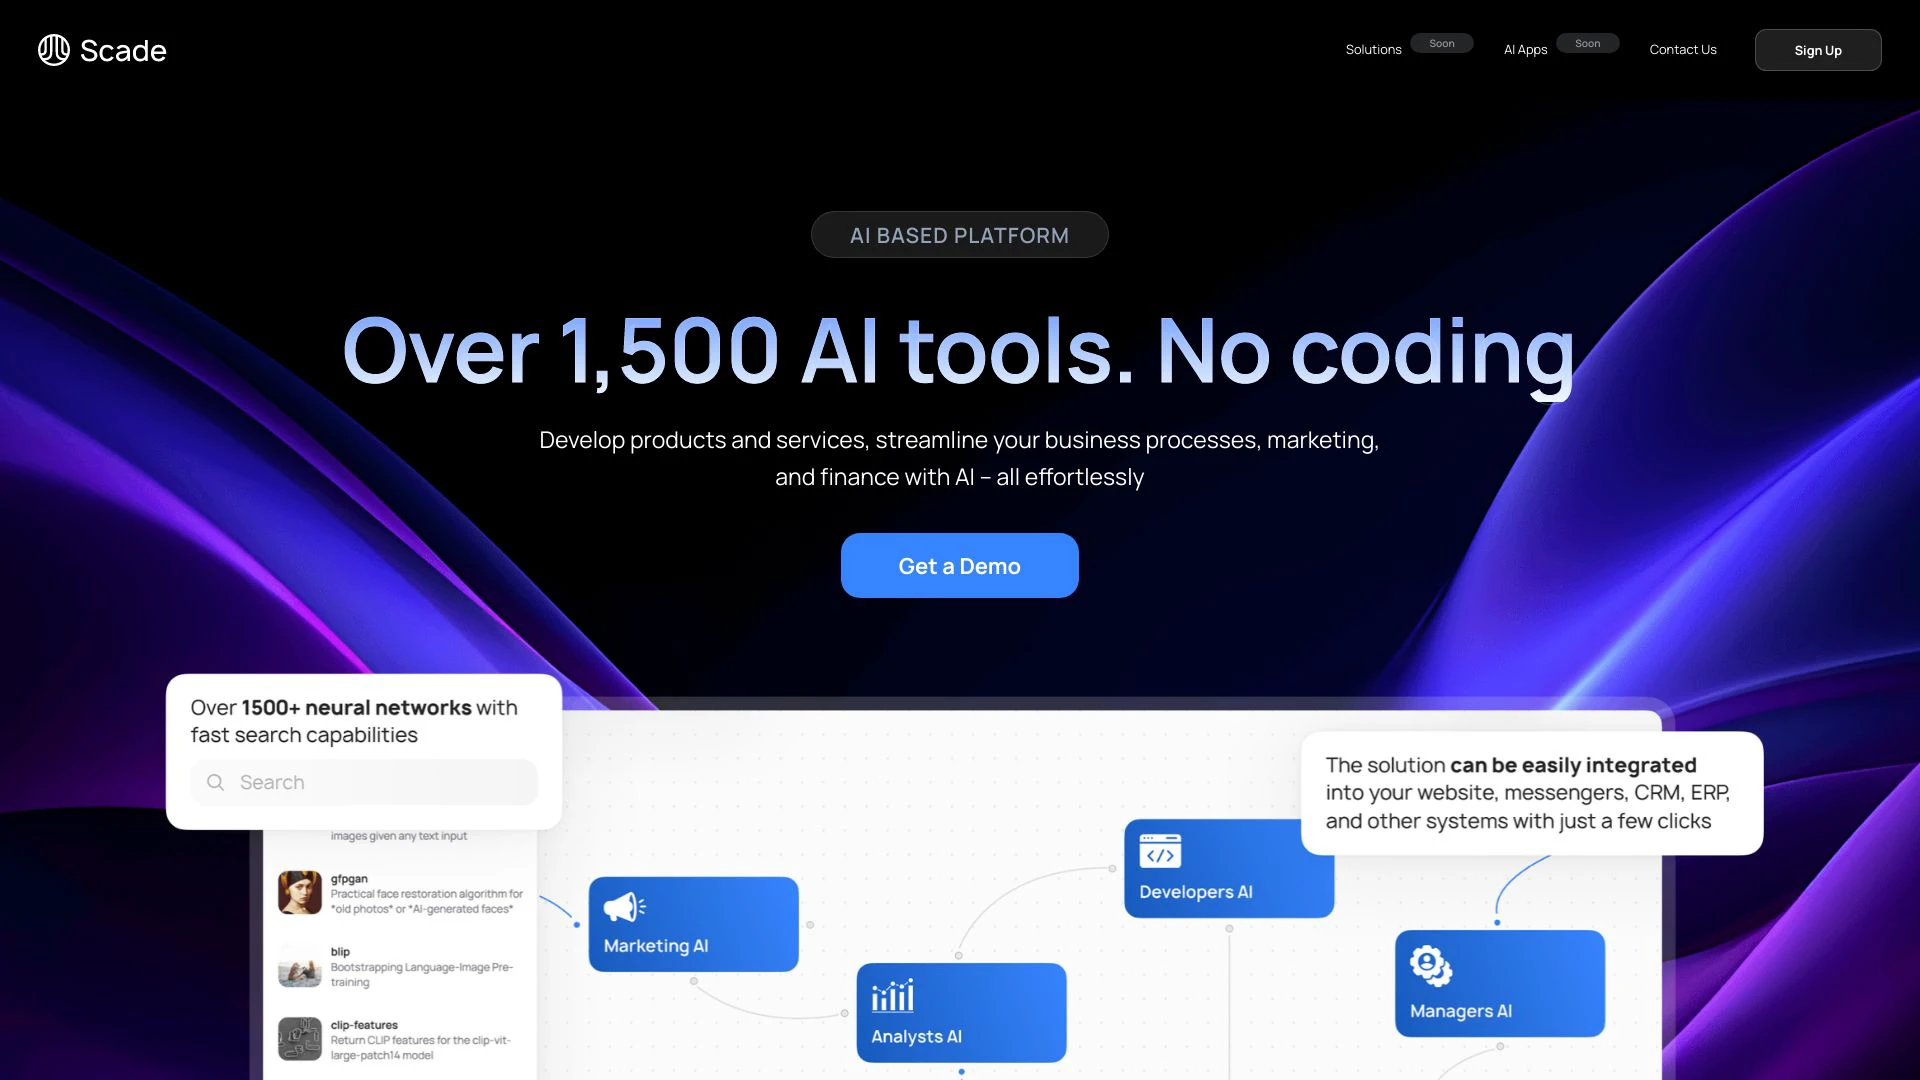 Scade
Solutions
Soon
AI Apps
Soon
Contact Us
Sign Up
AI BASED PLATFORM
Over 1,500 AI tools. No coding
Develop products and services, streamline your business processes, marketing,
and finance with AI – all effortlessly
Get a Demo
Over 1500+ neural networks with
fast search capabilities
Search
images given any text input
gfpgan
Practical face restoration algorithm for
*old photos* or *AI-generated faces*
blip
Bootstrapping Language-Image Pre-
training
clip-features
Return CLIP features for the clip-vit-
large-patch14 model
Marketing AI
Analysts AI
Developers AI
The solution can be easily integrated
into your website, messengers, CRM, ERP,
and other systems with just a few clicks
Managers AI